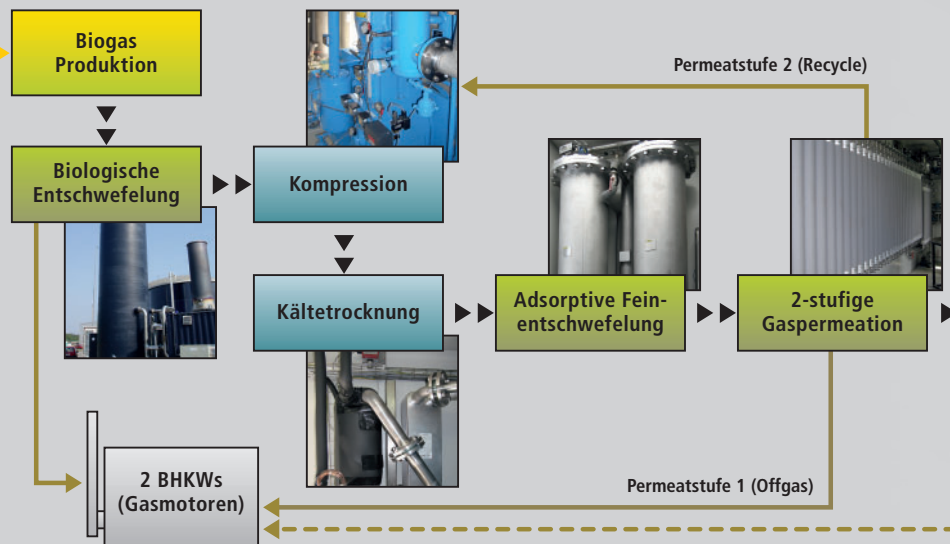 Biogas
Produktion
Permeatstufe 2 (Recycle)
Biologische
Entschwefelung
Kompression
Kältetrocknung
Adsorptive Fein-
entschwefelung
2-stufige
Gaspermeation
2 BHKWs
(Gasmotoren)
Permeatstufe 1 (Offgas)